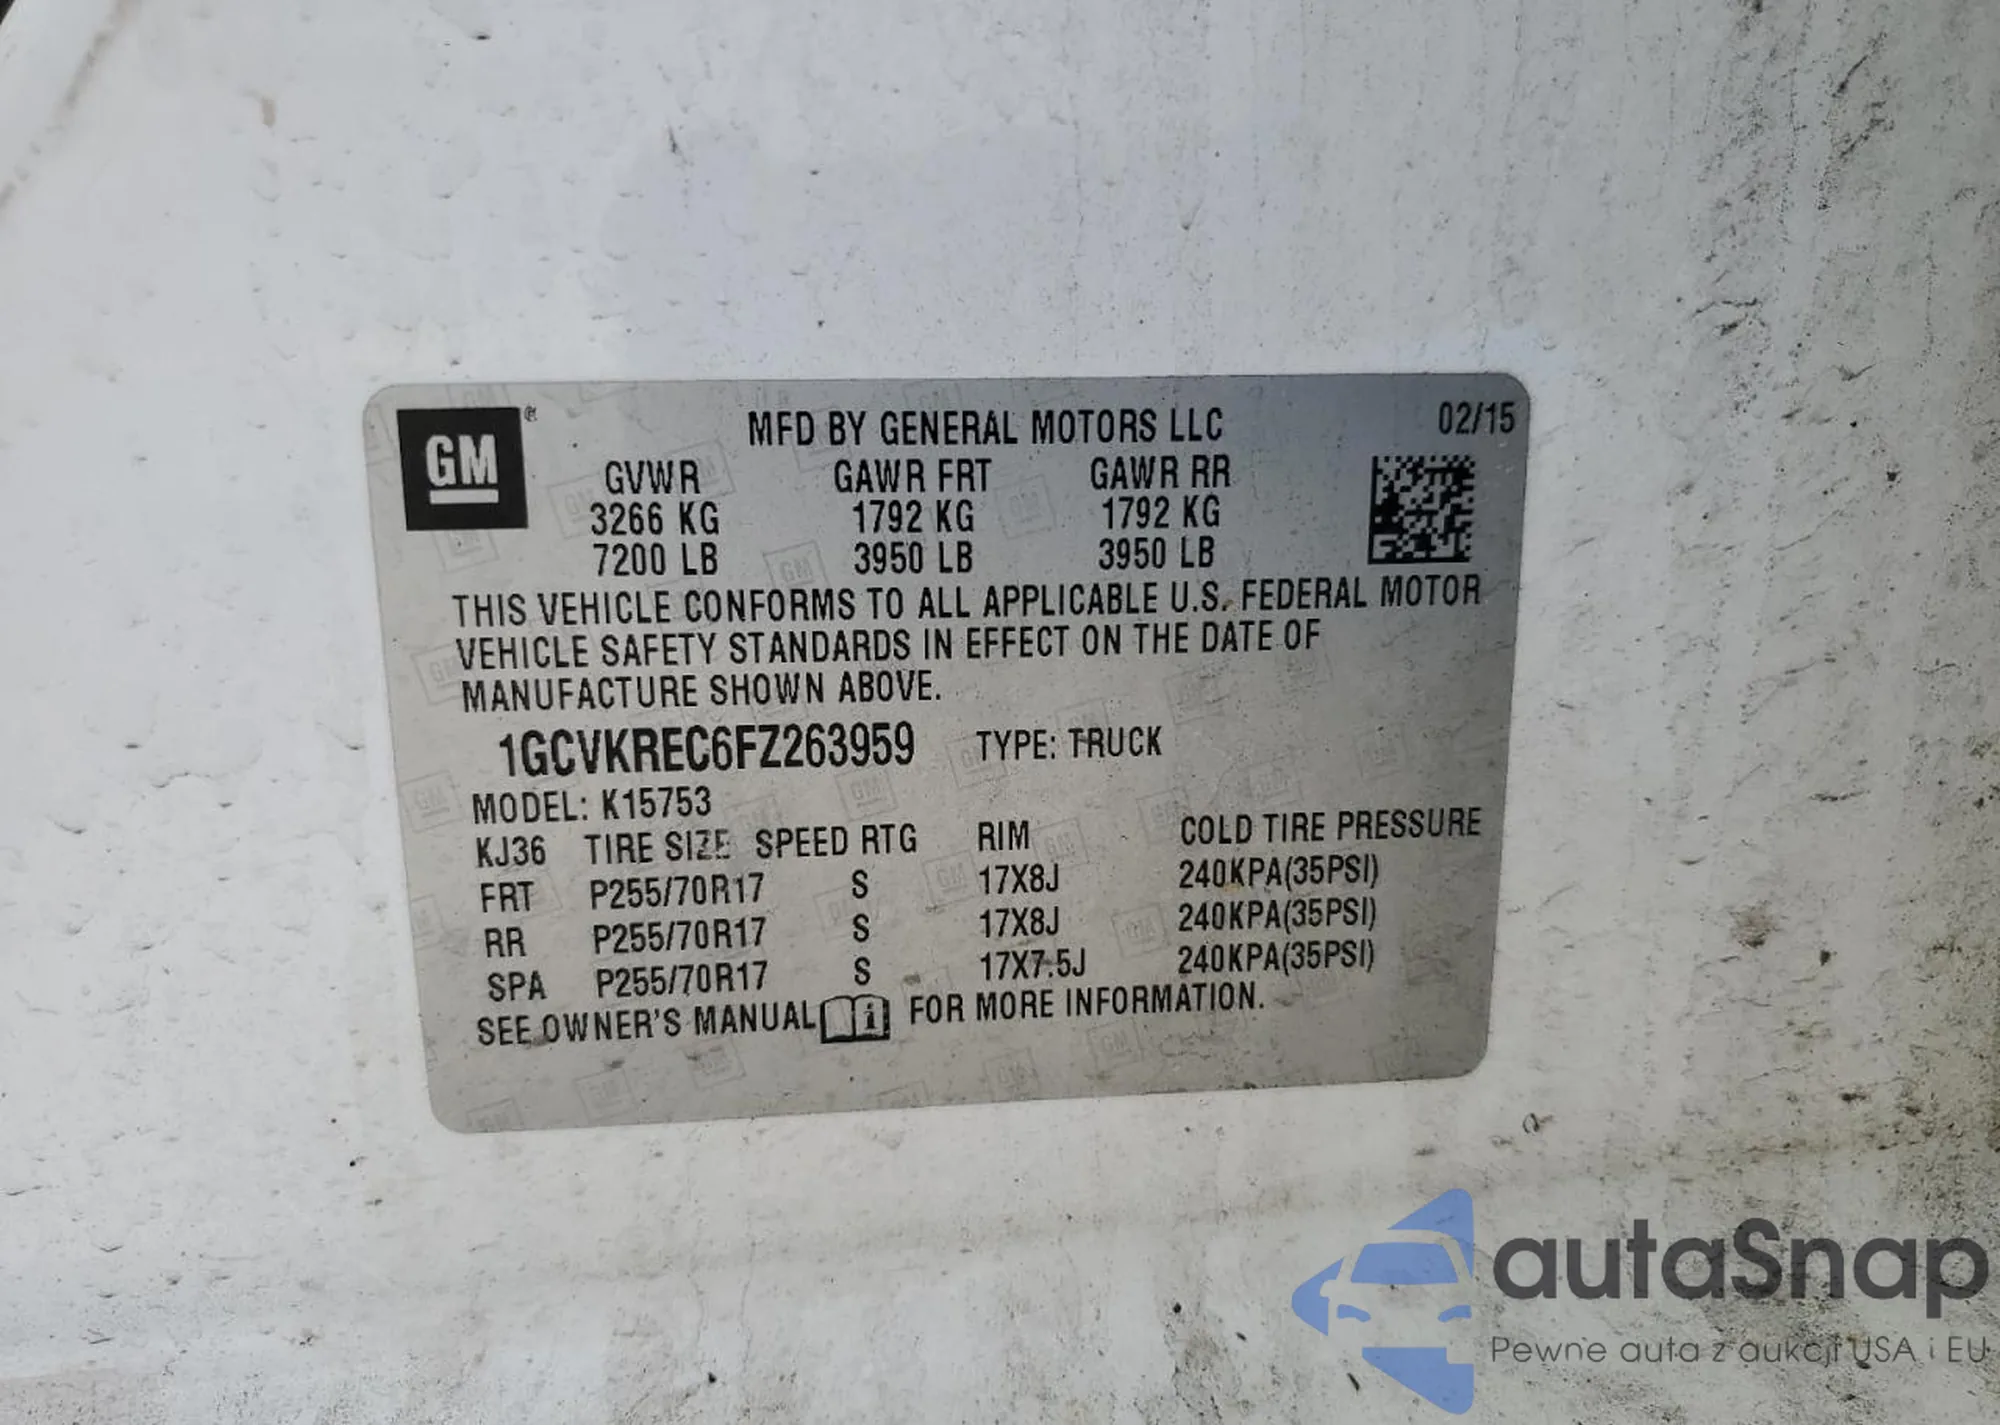 GM ® MFD BY GENERAL MOTORS LLC 02/15
GVWR GAWR FRT GAWR RR
3266 KG 1792 KG 1792 KG
7200 LB 3950 LB 3950 LB
THIS VEHICLE CONFORMS TO ALL APPLICABLE U.S. FEDERAL MOTOR
VEHICLE SAFETY STANDARDS IN EFFECT ON THE DATE OF
MANUFACTURE SHOWN ABOVE.
1GCVKREC6FZ263959 TYPE: TRUCK
MODEL: K15753
KJ36 TIRE SIZE SPEED RTG RIM COLD TIRE PRESSURE
FRT P255/70R17 S 17X8J 240KPA(35PSI)
RR P255/70R17 S 17X8J 240KPA(35PSI)
SPA P255/70R17 S 17X7.5J 240KPA(35PSI)
SEE OWNER'S MANUAL FOR MORE INFORMATION.
autaSnap
Pewne auta z aukcji USA i EU